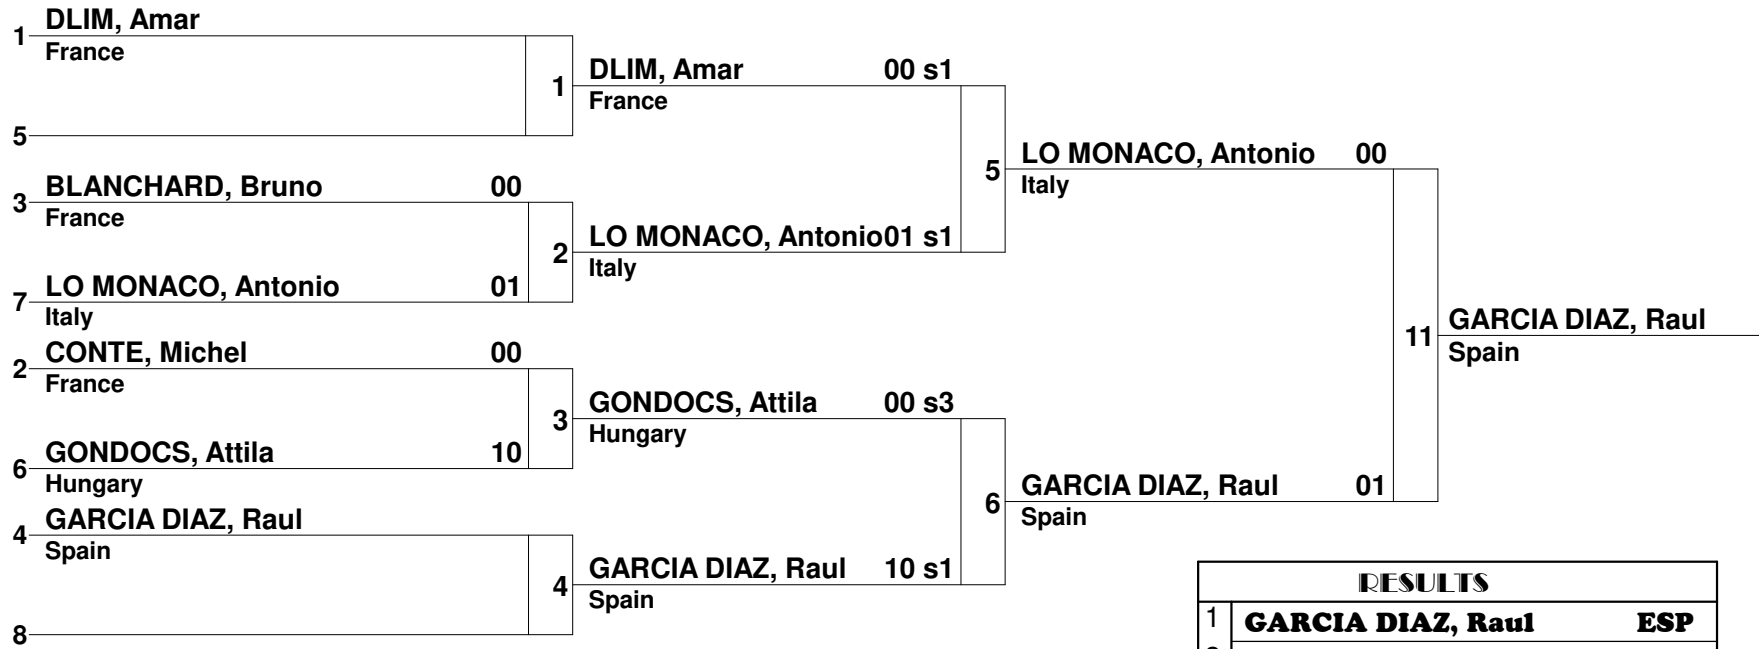 1 DLIM, Amar
France
5
1 DLIM, Amar 00 s1
France
3 BLANCHARD, Bruno 00
France
7 LO MONACO, Antonio 01
Italy
2 LO MONACO, Antonio01 s1
Italy
5 LO MONACO, Antonio 00
Italy
2 CONTE, Michel 00
France
6 GONDOCS, Attila 10
Hungary
3 GONDOCS, Attila 00 s3
Hungary
4 GARCIA DIAZ, Raul
Spain
8
4 GARCIA DIAZ, Raul 10 s1
Spain
6 GARCIA DIAZ, Raul 01
Spain
11 GARCIA DIAZ, Raul
Spain
RESULTS
1 GARCIA DIAZ, Raul ESP